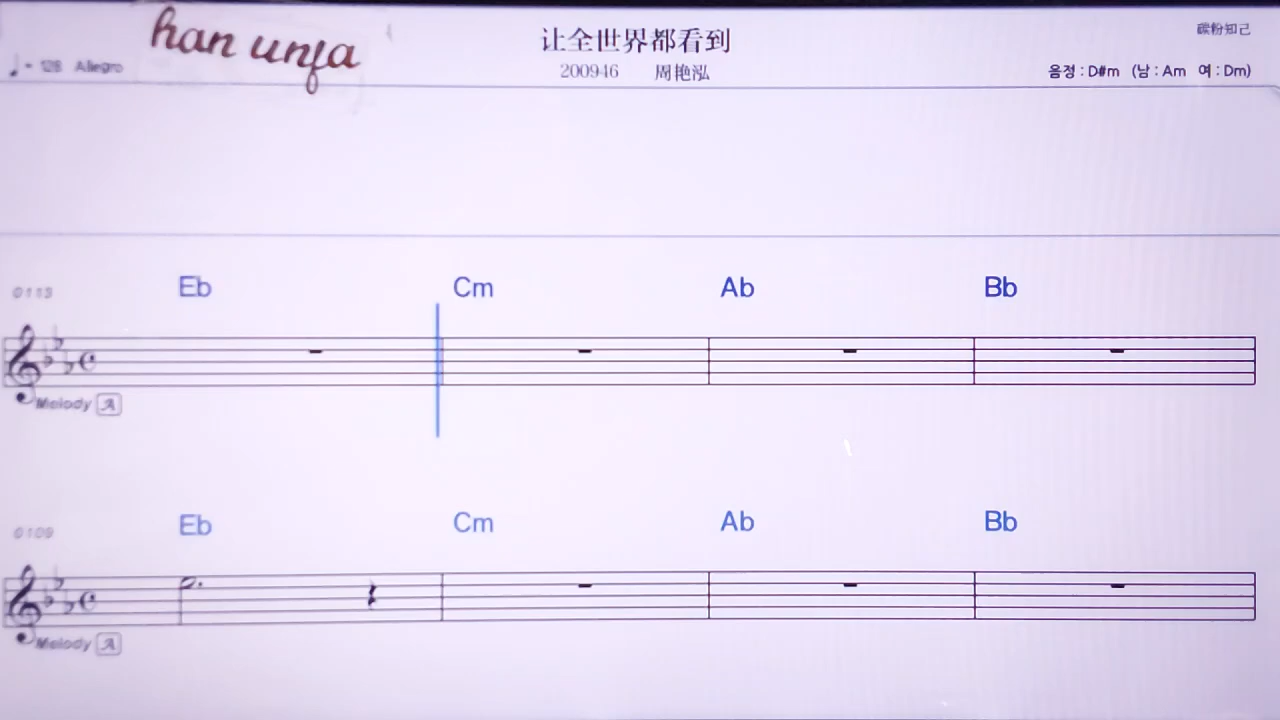 han unja
让全世界都看到
碳粉知己
♩= 128 Allegro
200946 周艳泓
음정 : D#m (남 : Am 여 : Dm)
0113 Eb Cm Ab Bb
Melody A
0109 Eb Cm Ab Bb
Melody A